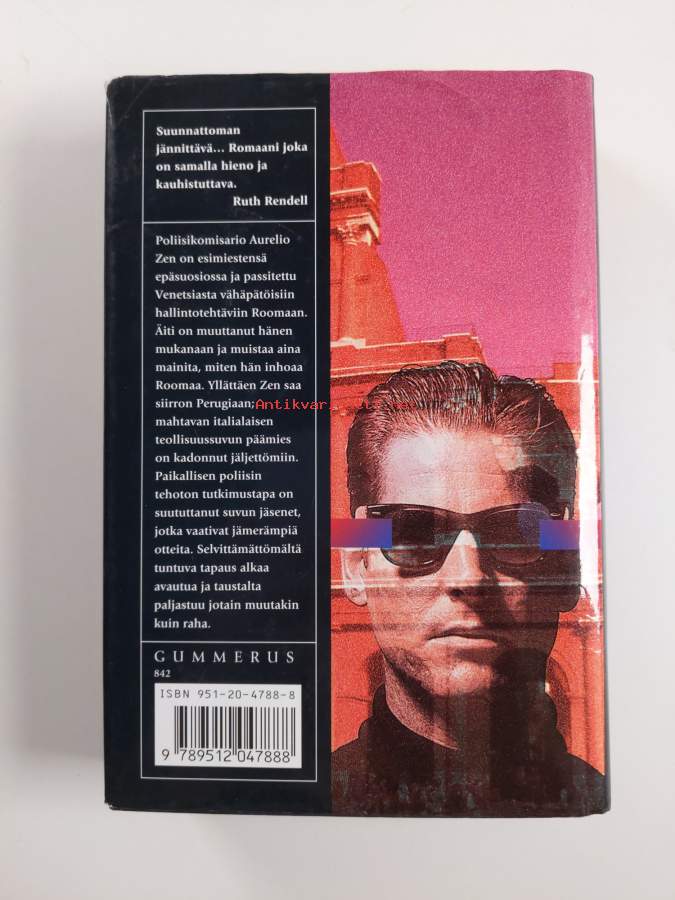 Suunnattoman
jännittävä... Romaani joka
on samalla hieno ja
kauhistuttava.
Ruth Rendell
Poliisikomisario Aurelio
Zen on esimiestensä
epäsuosiossa ja passitettu
Venetsiasta vähäpätöisiin
hallintotehtäviin Roomaan.
Äiti on muuttanut hänen
mukanaan ja muistaa aina
mainita, miten hän inhoaa
Roomaa. Yllättäen Zen saa
siirron Perugiaan;
mahtavan italialaisen
teollisuussuvun päämies
on kadonnut jäljettömiin.
Paikallisen poliisin
tehoton tutkimustapa on
suututtanut suvun jäsenet,
jotka vaativat jämerämpiä
otteita. Selvittämättömältä
tuntuva tapaus alkaa
avautua ja taustalta
paljastuu jotain muutakin
kuin raha.
GUMMERUS
842
ISBN 951-20-4788-8
9 789512 047888